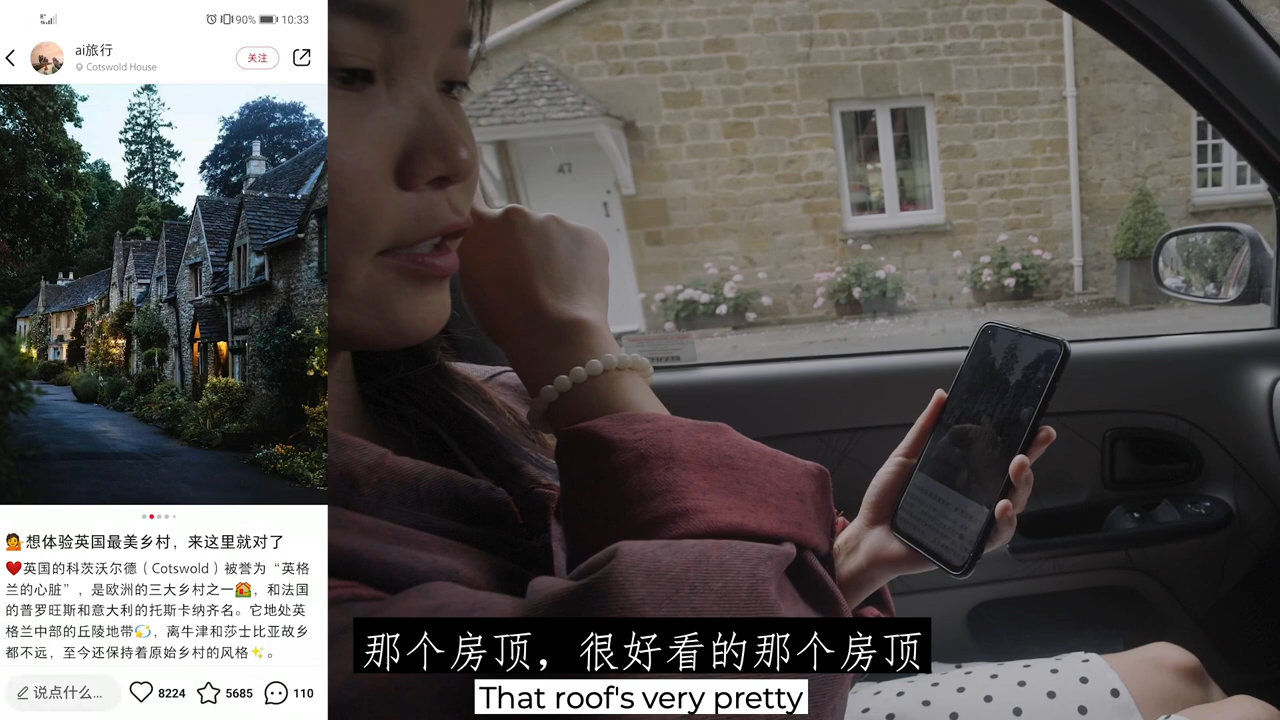 90% 10:33
ai旅行
Cotswold House
关注
🙍想体验英国最美乡村，来这里就对了
❤️英国的科茨沃尔德（Cotswold）被誉为“英格
兰的心脏”，是欧洲的三大乡村之一🏠，和法国
的普罗旺斯和意大利的托斯卡纳齐名。它地处英
格兰中部的丘陵地带💫，离牛津和莎士比亚故乡
都不远，至今还保持着原始乡村的风格✨。
说点什么... 8224 5685 110
47
那个房顶，很好看的那个房顶
That roof's very pretty